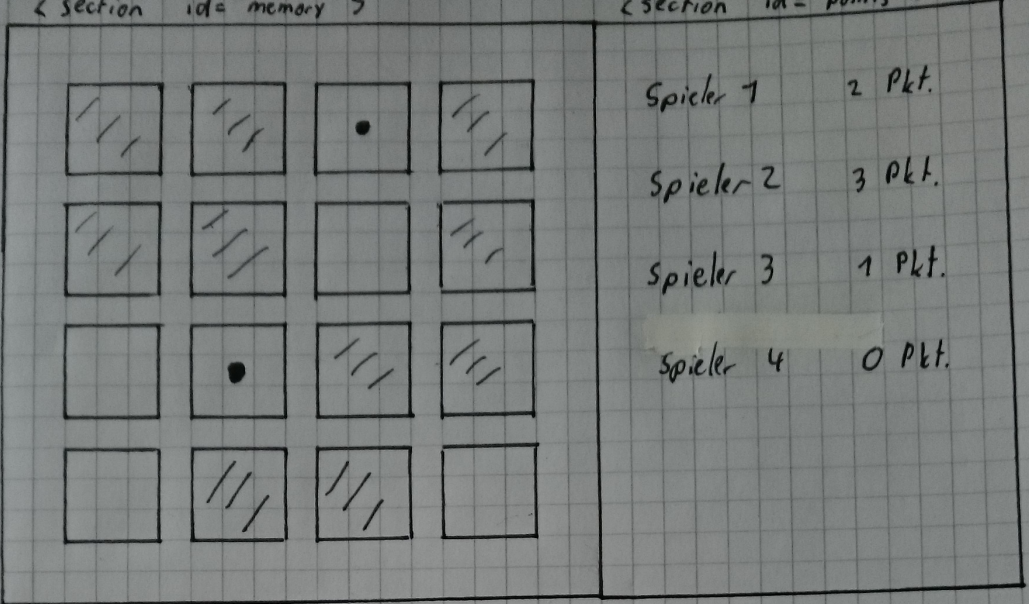 < section id= memory >
< section id= points
Spieler 1 2 Pkt.
Spieler 2 3 Pkt.
Spieler 3 1 Pkt.
Spieler 4 0 Pkt.